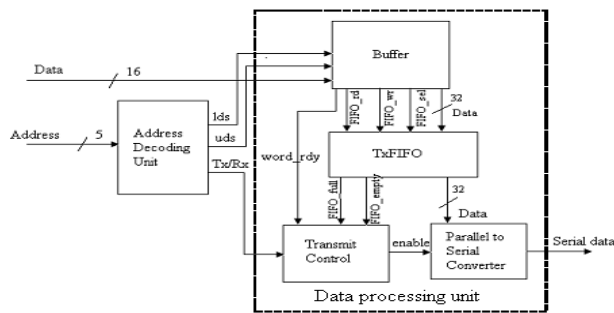 Buffer
Data
16
lds
uds
Tx/Rx
Address
5
Address
Decoding
Unit
FIFO_rd
FIFO_wr
FIFO_sel
32
Data
word_rdy
TxFIFO
FIFO_full
FIFO_empty
32
Data
Transmit
Control
enable
Parallel to
Serial
Converter
Serial data
Data processing unit